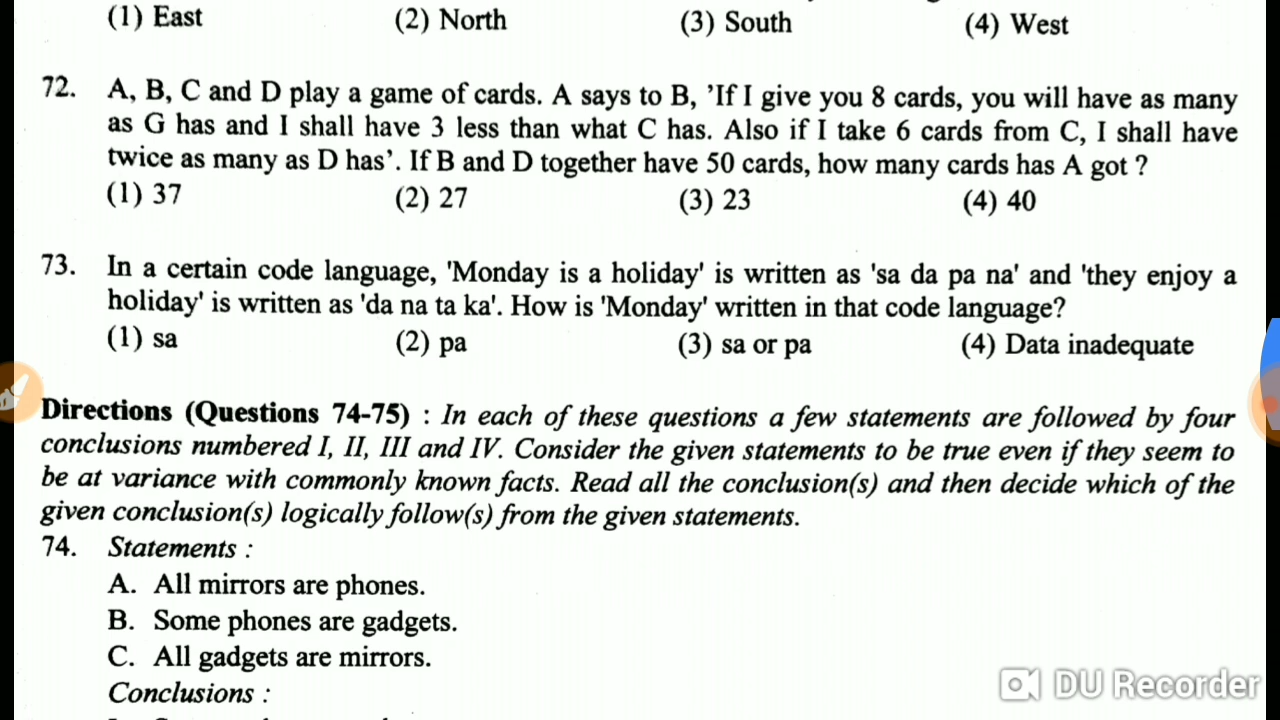 (1) East (2) North (3) South (4) West
72. A, B, C and D play a game of cards. A says to B, 'If I give you 8 cards, you will have as many
as G has and I shall have 3 less than what C has. Also if I take 6 cards from C, I shall have
twice as many as D has'. If B and D together have 50 cards, how many cards has A got ?
(1) 37 (2) 27 (3) 23 (4) 40
73. In a certain code language, 'Monday is a holiday' is written as 'sa da pa na' and 'they enjoy a
holiday' is written as 'da na ta ka'. How is 'Monday' written in that code language?
(1) sa (2) pa (3) sa or pa (4) Data inadequate
Directions (Questions 74-75) : In each of these questions a few statements are followed by four
conclusions numbered I, II, III and IV. Consider the given statements to be true even if they seem to
be at variance with commonly known facts. Read all the conclusion(s) and then decide which of the
given conclusion(s) logically follow(s) from the given statements.
74. Statements :
A. All mirrors are phones.
B. Some phones are gadgets.
C. All gadgets are mirrors.
Conclusions :
DU Recorder